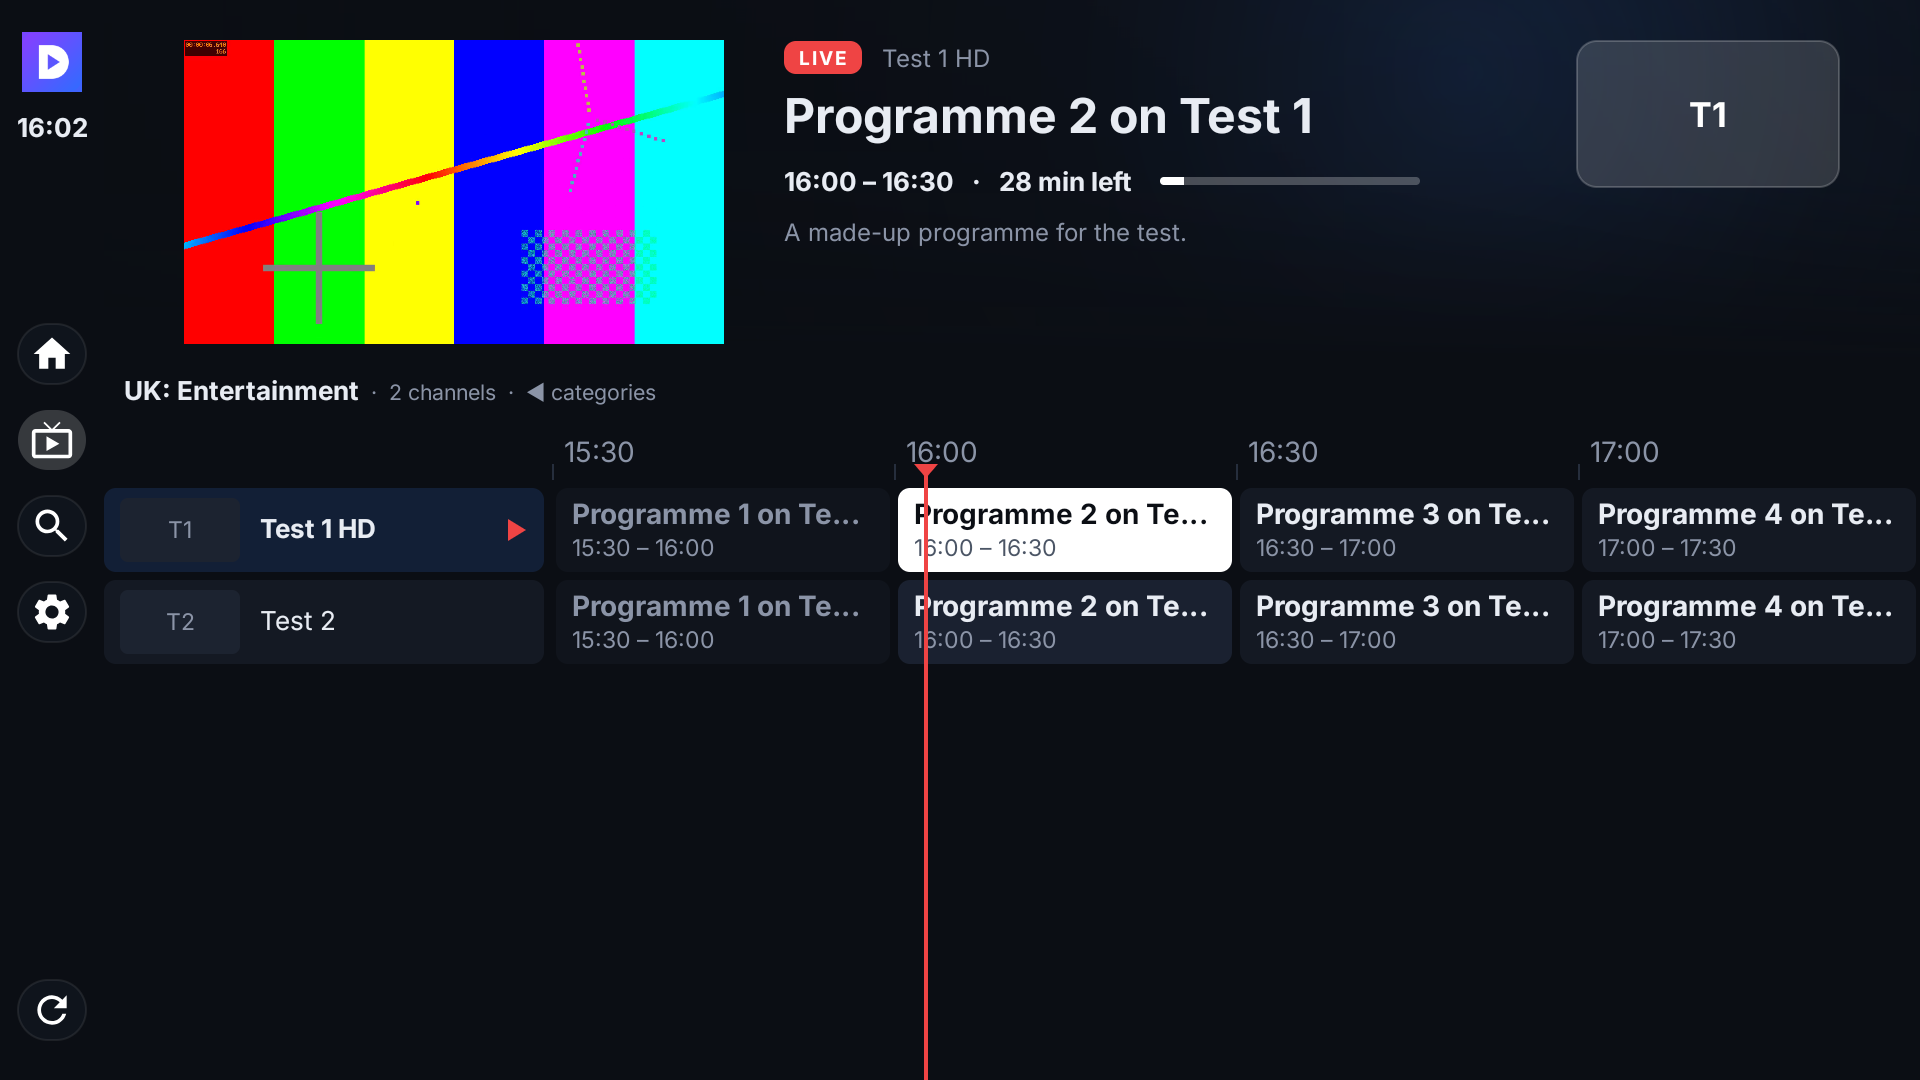 16:02
LIVE Test 1 HD
Programme 2 on Test 1
16:00 – 16:30 · 28 min left
A made-up programme for the test.
T1
UK: Entertainment · 2 channels · ◀ categories
15:30 16:00 16:30 17:00
T1 Test 1 HD
Programme 1 on Te… Programme 2 on Te… Programme 3 on Te… Programme 4 on Te…
15:30 – 16:00 16:00 – 16:30 16:30 – 17:00 17:00 – 17:30
T2 Test 2
Programme 1 on Te… Programme 2 on Te… Programme 3 on Te… Programme 4 on Te…
15:30 – 16:00 16:00 – 16:30 16:30 – 17:00 17:00 – 17:30